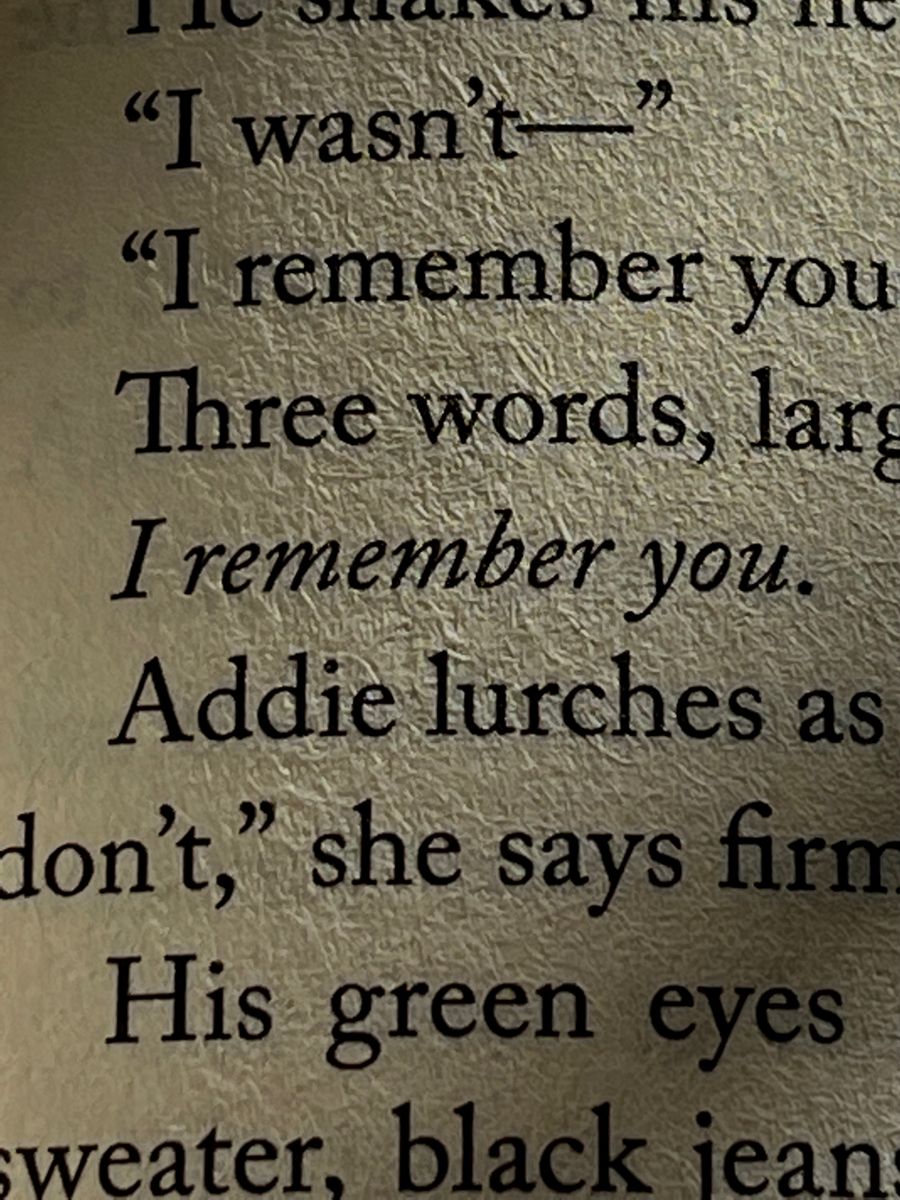 He shakes his he
“I wasn’t—”
“I remember you
Three words, larg
I remember you.
Addie lurches as
don’t,” she says firm
His green eyes
sweater, black jeans